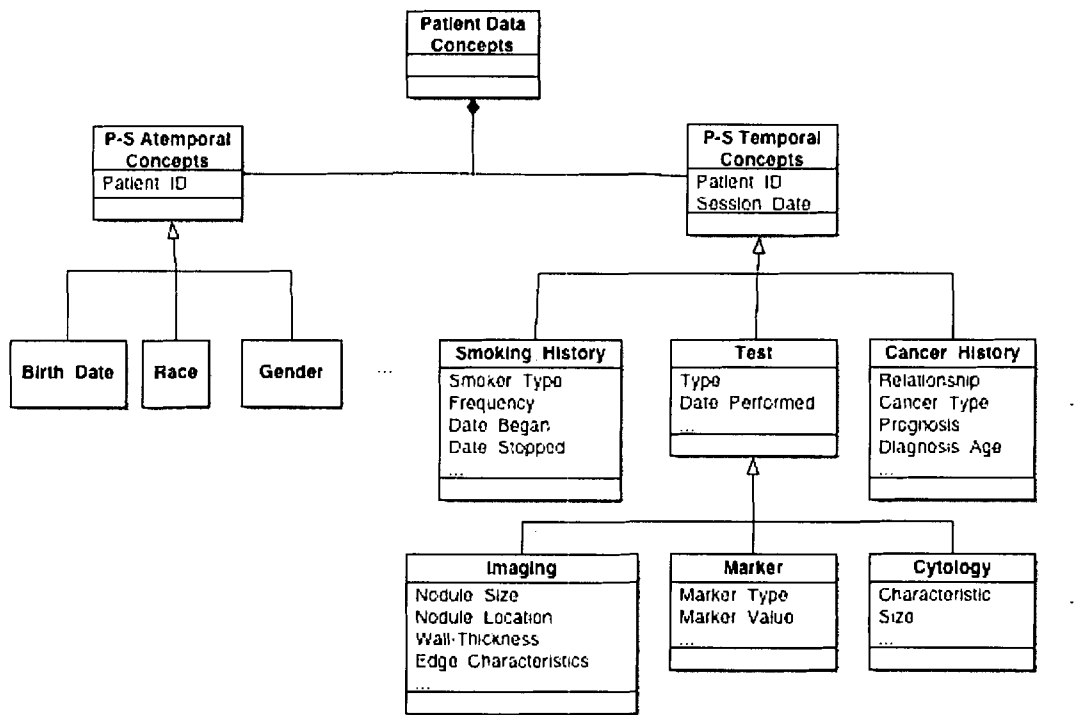 Patient Data
Concepts
P-S Atemporal
Concepts
Patient ID
P-S Temporal
Concepts
Patient ID
Session Date
Birth Date
Race
Gender
...
Smoking History
Smoker Type
Frequency
Date Began
Date Stopped
...
Test
Type
Date Performed
...
Cancer History
Relationship
Cancer Type
Prognosis
Diagnosis Age
...
Imaging
Nodule Size
Nodule Location
Wall-Thickness
Edge Characteristics
...
Marker
Marker Type
Marker Value
...
Cytology
Characteristic
Size
...